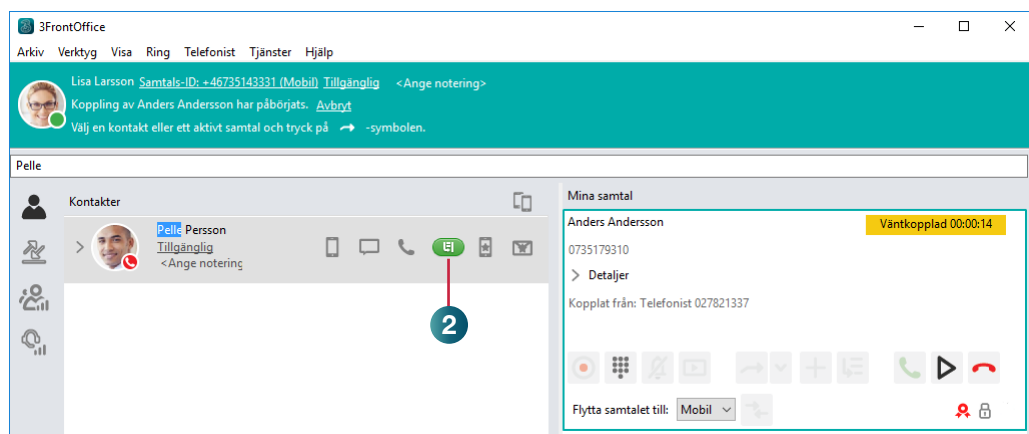 3FrontOffice
Arkiv Verktyg Visa Ring Telefonist Tjänster Hjälp
Lisa Larsson Samtals-ID: +46735143331 (Mobil) Tillgänglig <Ange notering>
Koppling av Anders Andersson har påbörjats. Avbryt
Välj en kontakt eller ett aktivt samtal och tryck på -symbolen.
Pelle
Kontakter
Pelle Persson
Tillgänglig
<Ange notering
2
Mina samtal
Anders Andersson Väntkopplad 00:00:14
0735179310
Detaljer
Kopplat från: Telefonist 027821337
Flytta samtalet till: Mobil